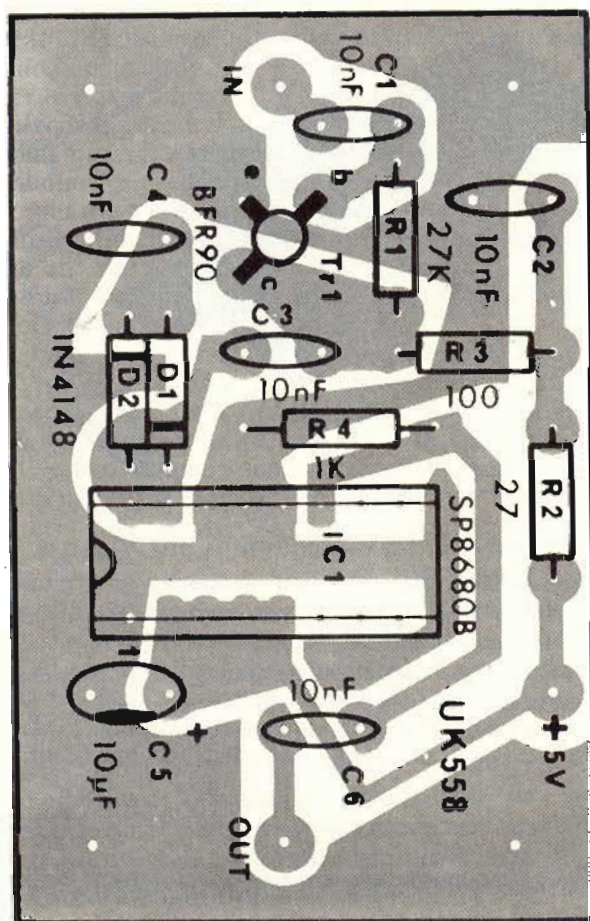 IN
10nF
C1
e
b
10nF
C4
BFR90
R1
27K
10nF
C2
c
Tr1
C3
10nF
R3
100
1N4148
D2
D1
R4
1K
27
R2
IC1
SP8680B
1
10nF
10µF
C5
+
C6
UK558
+5V
OUT